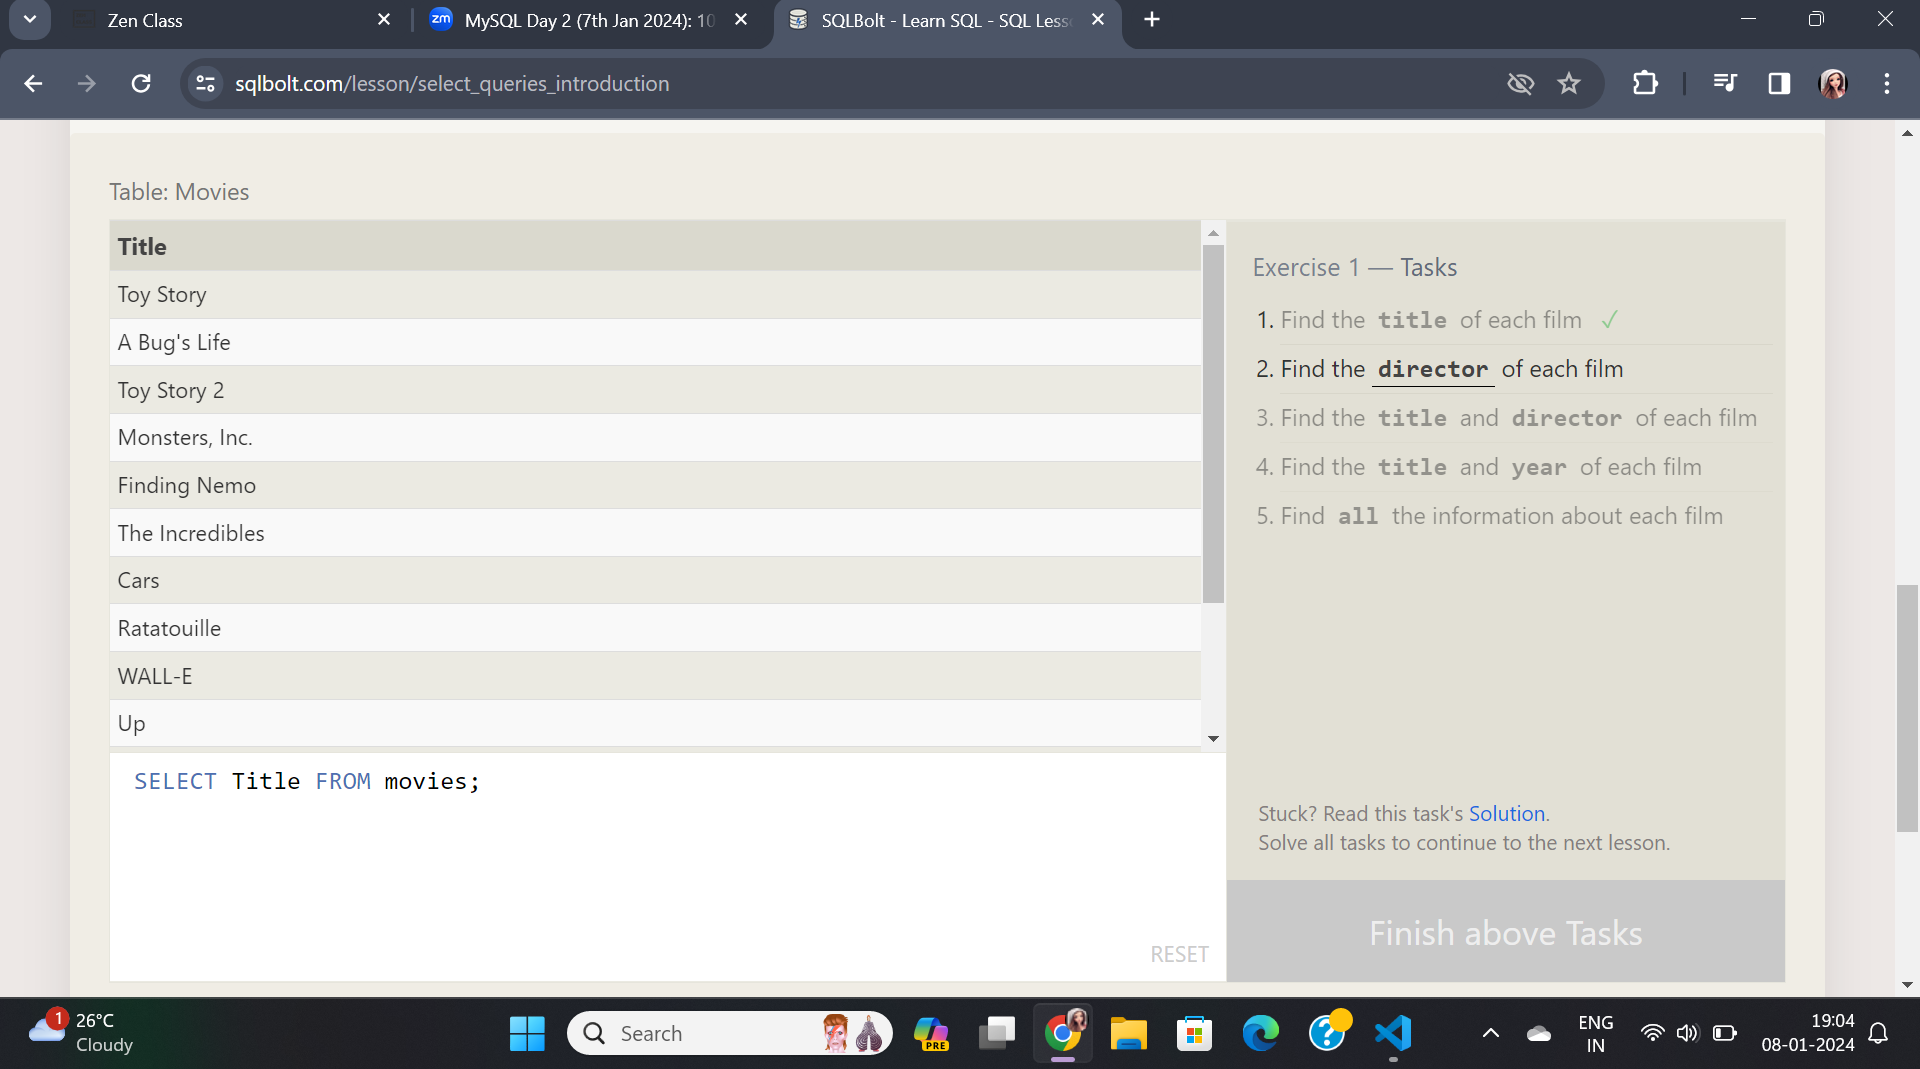 Zen Class
MySQL Day 2 (7th Jan 2024): 10
SQLBolt - Learn SQL - SQL Less
sqlbolt.com/lesson/select_queries_introduction
Table: Movies
Title
Toy Story
A Bug's Life
Toy Story 2
Monsters, Inc.
Finding Nemo
The Incredibles
Cars
Ratatouille
WALL-E
Up
SELECT Title FROM movies;
RESET
Exercise 1 — Tasks
1. Find the title of each film ✓
2. Find the director of each film
3. Find the title and director of each film
4. Find the title and year of each film
5. Find all the information about each film
Stuck? Read this task's Solution.
Solve all tasks to continue to the next lesson.
Finish above Tasks
1
26°C
Cloudy
Search
PRE
ENG
IN
19:04
08-01-2024